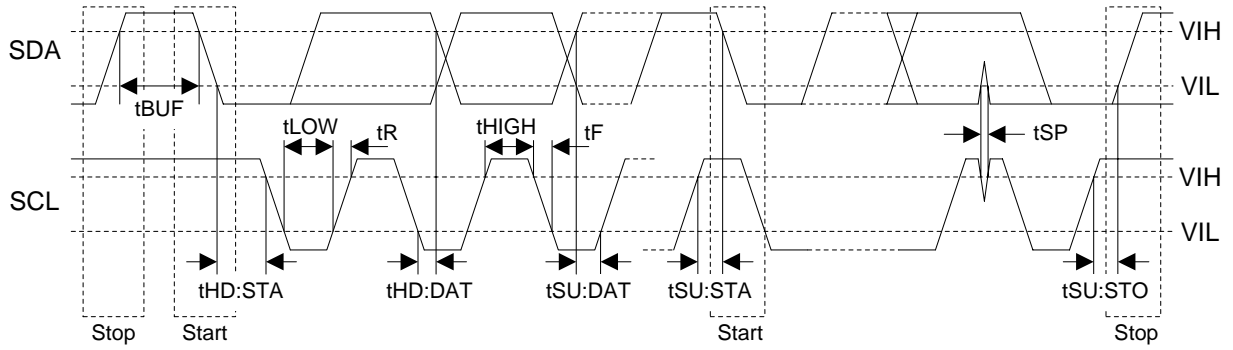 SDA
VIH
VIL
tBUF
tLOW
tR
tHIGH
tF
tSP
SCL
VIH
VIL
tHD:STA
tHD:DAT
tSU:DAT
tSU:STA
tSU:STO
Stop
Start
Start
Stop